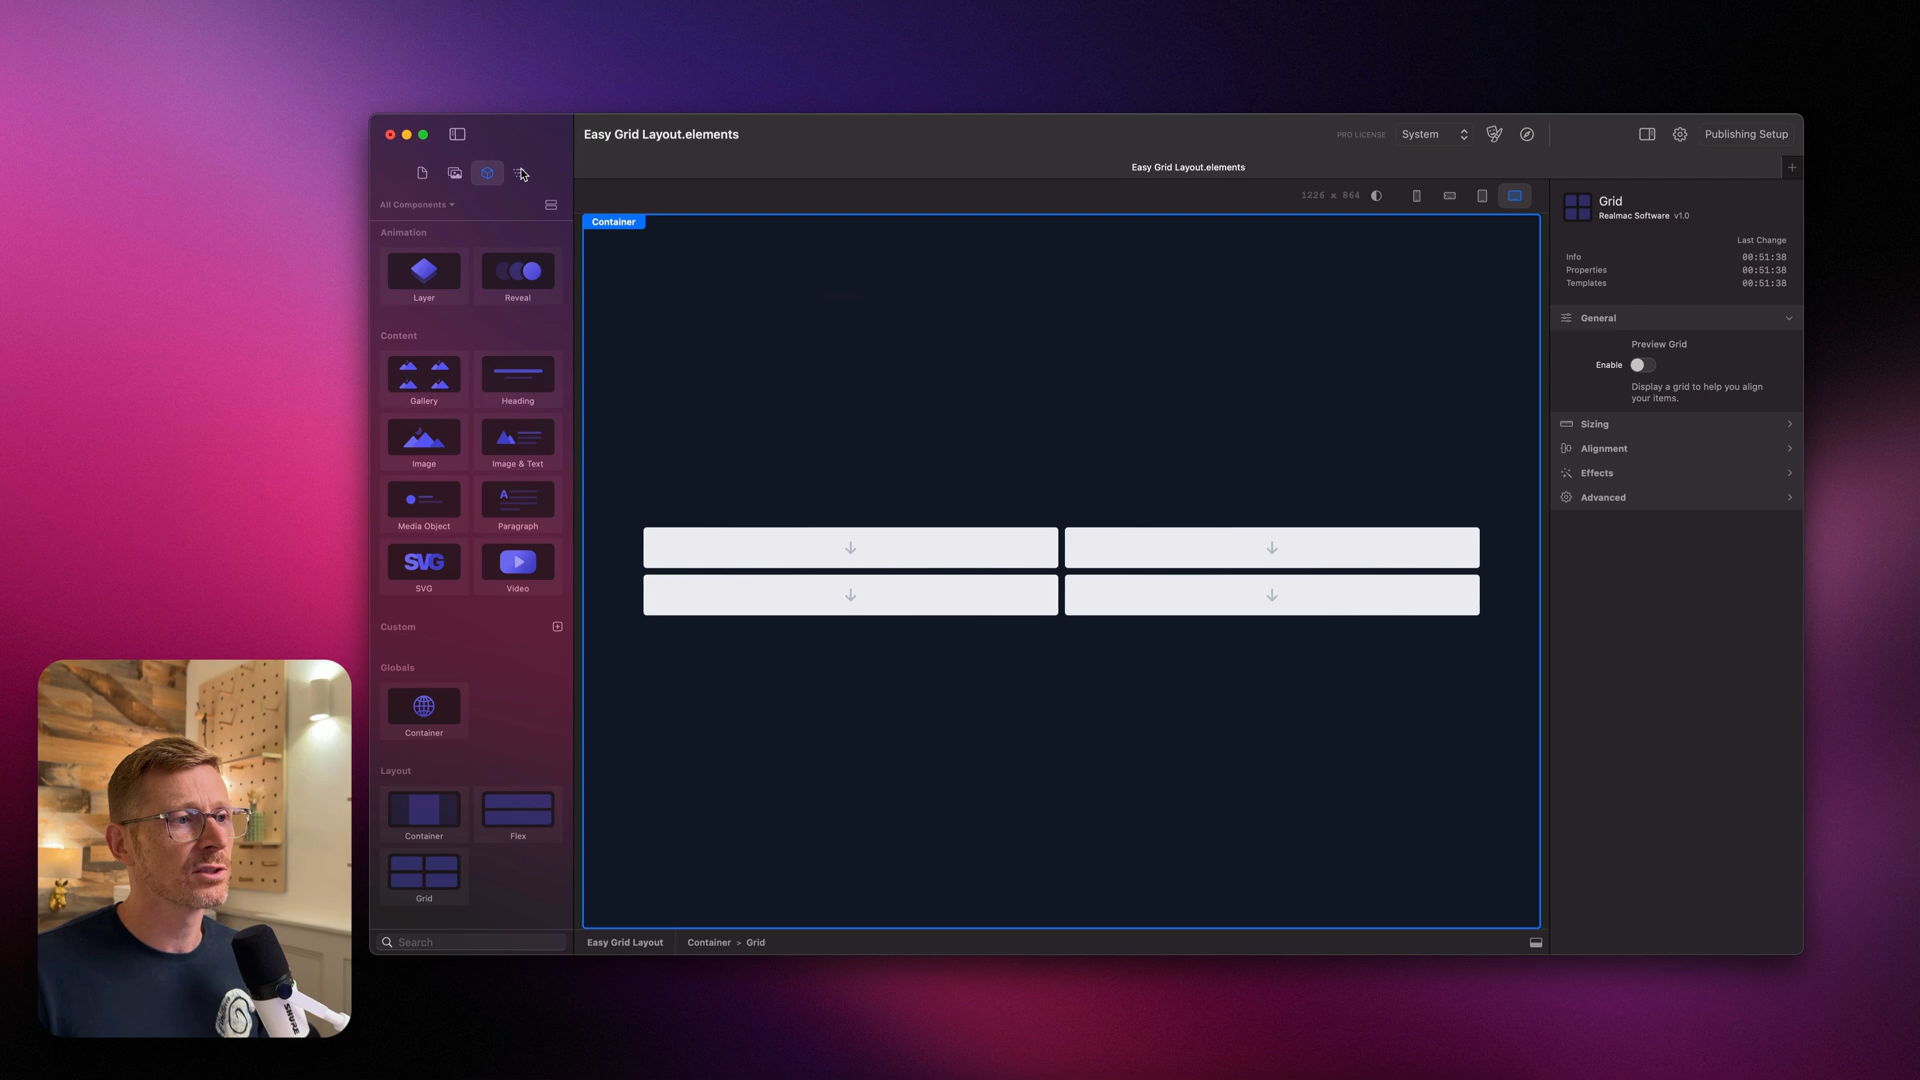 Easy Grid Layout.elements
PRO LICENSE
System
Publishing Setup
Easy Grid Layout.elements
All Components
1226 x 864
Container
Animation
Layer
Reveal
Content
Gallery
Heading
Image
Image & Text
Media Object
A
Paragraph
SVG
SVG
Video
Custom
Globals
Container
Layout
Container
Flex
Grid
Search
Easy Grid Layout
Container > Grid
Grid
Realmac Software v1.0
Last Change
Info 00:51:38
Properties 00:51:38
Templates 00:51:38
General
Preview Grid
Enable
Display a grid to help you align
your items.
Sizing
Alignment
Effects
Advanced
SHURE